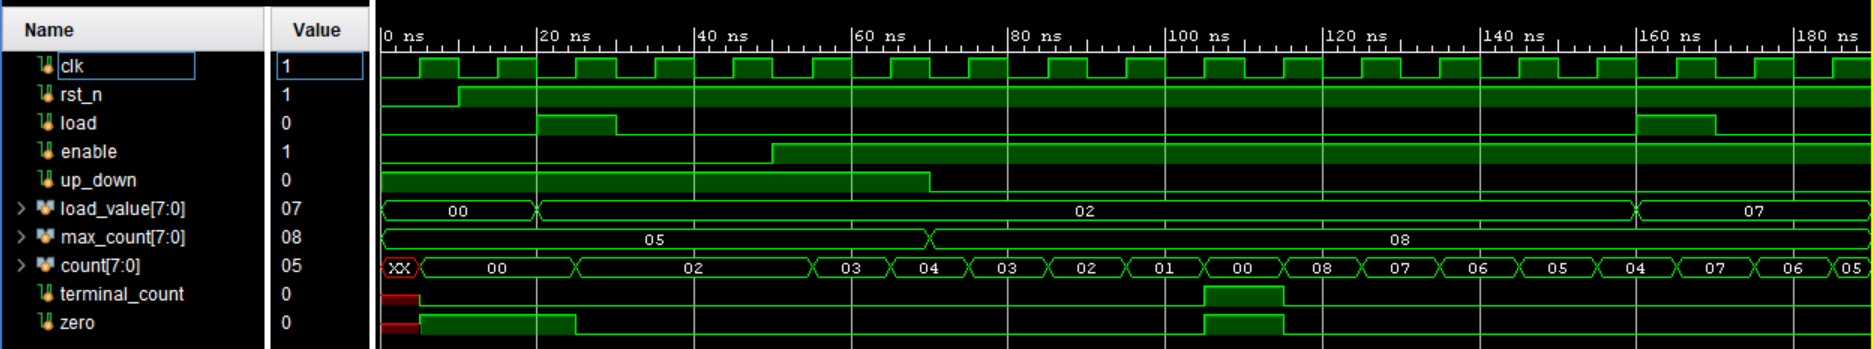 Name Value
0 ns 20 ns 40 ns 60 ns 80 ns 100 ns 120 ns 140 ns 160 ns 180 ns
clk 1
rst_n 1
load 0
enable 1
up_down 0
load_value[7:0] 07 00 02 07
max_count[7:0] 08 05 08
count[7:0] 05 XX 00 02 03 04 03 02 01 00 08 07 06 05 04 07 06 05
terminal_count 0
zero 0